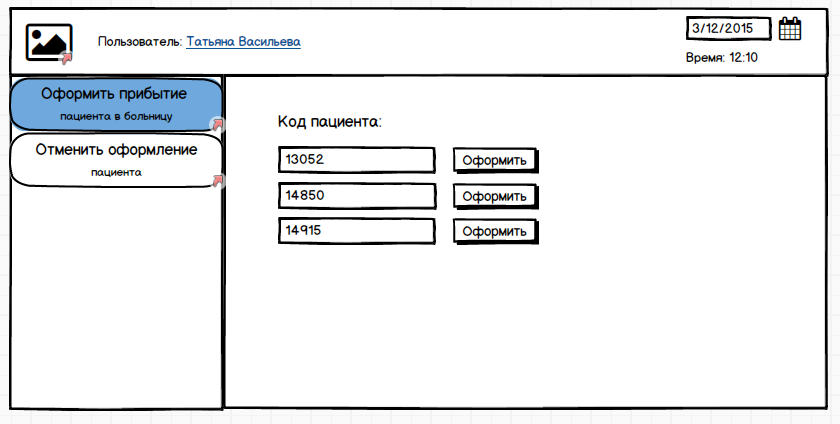 Пользователь: Татьяна Васильева
3/12/2015
Время: 12:10
Оформить прибытие
пациента в больницу
Отменить оформление
пациента
Код пациента:
13052 Оформить
14850 Оформить
14915 Оформить